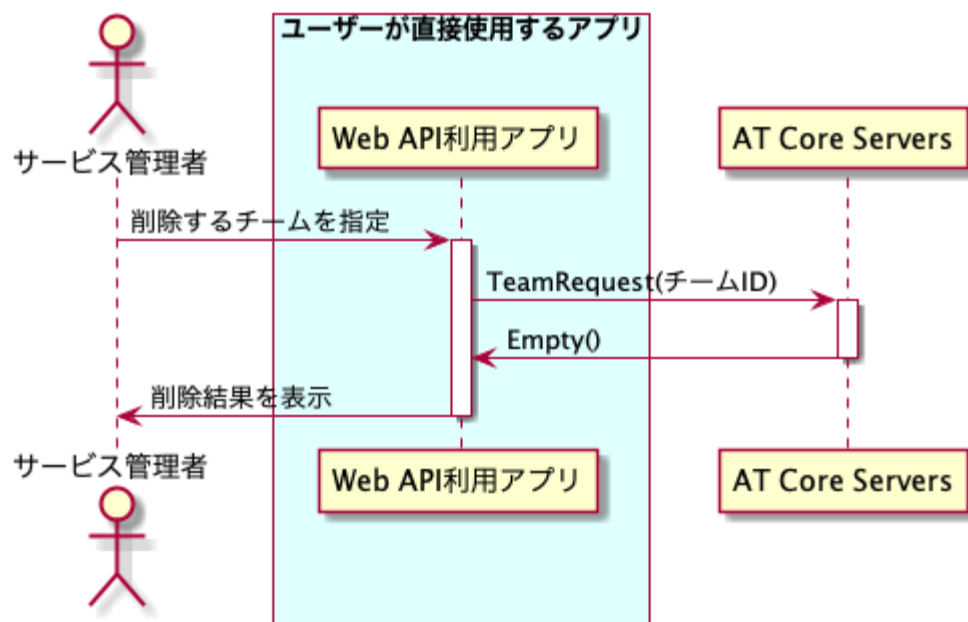 ユーザーが直接使用するアプリ
サービス管理者
Web API利用アプリ
AT Core Servers
削除するチームを指定
TeamRequest(チームID)
Empty()
削除結果を表示
サービス管理者
Web API利用アプリ
AT Core Servers